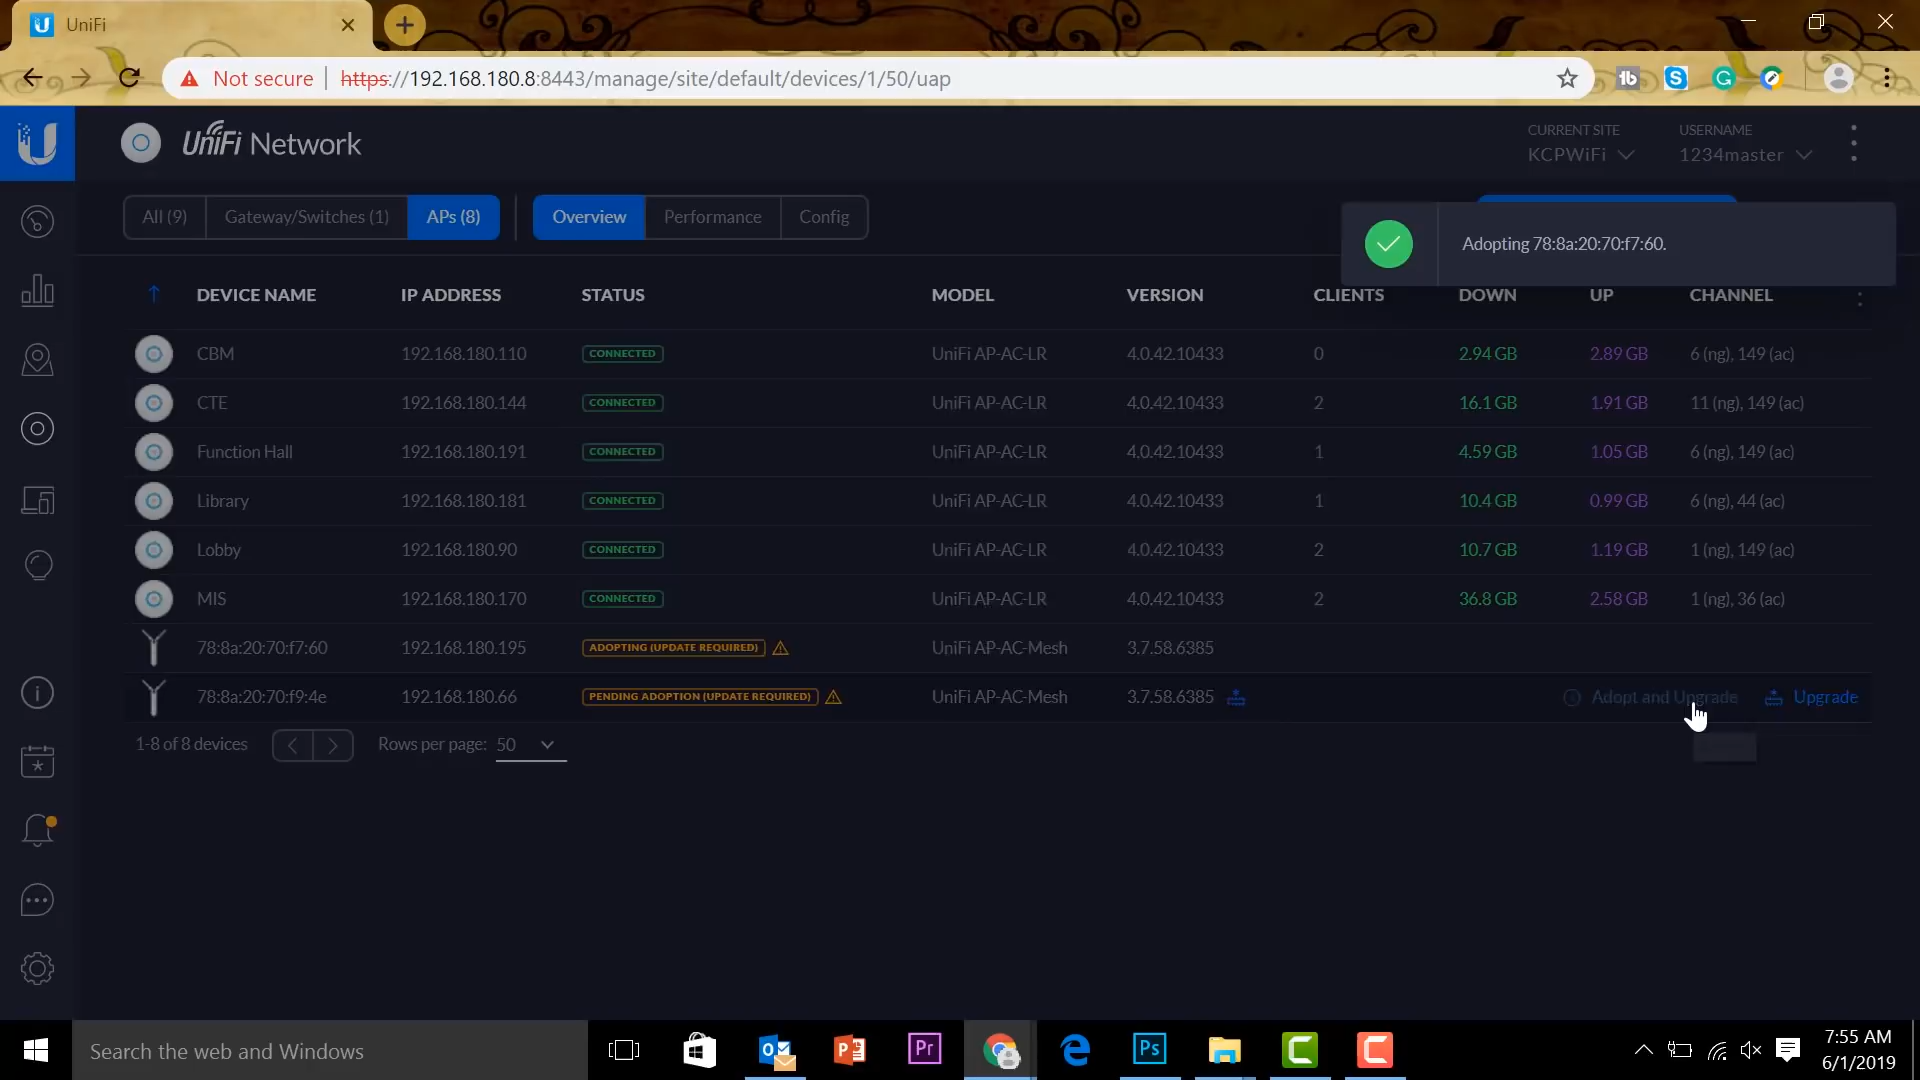 UniFi
Not secure https://192.168.180.8:8443/manage/site/default/devices/1/50/uap
UniFi Network
CURRENT SITE
KCPWiFi
USERNAME
1234master
All (9) Gateway/Switches (1) APs (8) Overview Performance Config
Adopting 78:8a:20:70:f7:60.
DEVICE NAME IP ADDRESS STATUS MODEL VERSION CLIENTS DOWN UP CHANNEL
CBM 192.168.180.110 CONNECTED UniFi AP-AC-LR 4.0.42.10433 0 2.94 GB 2.89 GB 6 (ng), 149 (ac)
CTE 192.168.180.144 CONNECTED UniFi AP-AC-LR 4.0.42.10433 2 16.1 GB 1.91 GB 11 (ng), 149 (ac)
Function Hall 192.168.180.191 CONNECTED UniFi AP-AC-LR 4.0.42.10433 1 4.59 GB 1.05 GB 6 (ng), 149 (ac)
Library 192.168.180.181 CONNECTED UniFi AP-AC-LR 4.0.42.10433 1 10.4 GB 0.99 GB 6 (ng), 44 (ac)
Lobby 192.168.180.90 CONNECTED UniFi AP-AC-LR 4.0.42.10433 2 10.7 GB 1.19 GB 1 (ng), 149 (ac)
MIS 192.168.180.170 CONNECTED UniFi AP-AC-LR 4.0.42.10433 2 36.8 GB 2.58 GB 1 (ng), 36 (ac)
78:8a:20:70:f7:60 192.168.180.195 ADOPTING (UPDATE REQUIRED) UniFi AP-AC-Mesh 3.7.58.6385
78:8a:20:70:f9:4e 192.168.180.66 PENDING ADOPTION (UPDATE REQUIRED) UniFi AP-AC-Mesh 3.7.58.6385 Adopt and Upgrade Upgrade
1-8 of 8 devices Rows per page: 50
Search the web and Windows
7:55 AM
6/1/2019